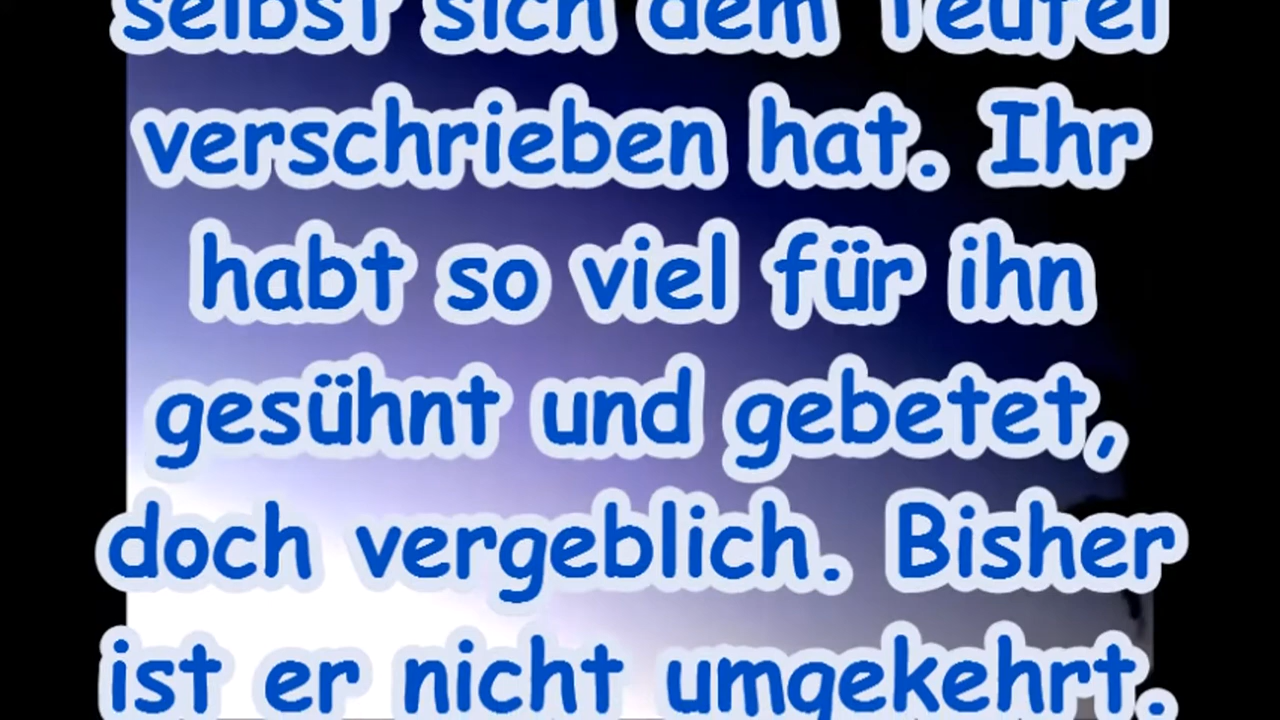 selbst sich dem Teufel
verschrieben hat. Ihr
habt so viel für ihn
gesühnt und gebetet,
doch vergeblich. Bisher
ist er nicht umgekehrt.